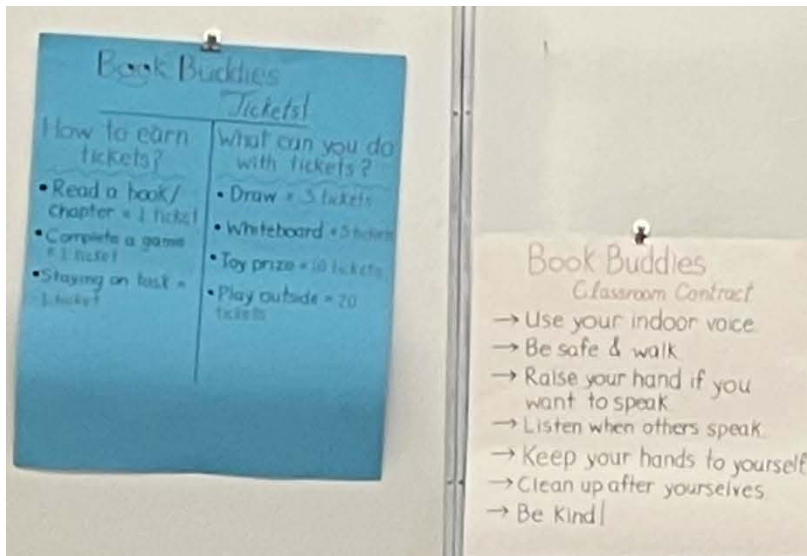 Book Buddies
Tickets!
How to earn
tickets?
• Read a book/
Chapter = 1 ticket
• Complete a game
= 1 ticket
• Staying on task =
1 ticket
What can you do
with tickets?
• Draw = 5 tickets
• Whiteboard = 5 tickets
• Toy prize = 10 tickets
• Play outside = 20
tickets
Book Buddies
Classroom Contract
→ Use your indoor voice
→ Be safe & walk
→ Raise your hand if you
want to speak
→ Listen when others speak
→ Keep your hands to yourself
→ Clean up after yourselves
→ Be Kind!